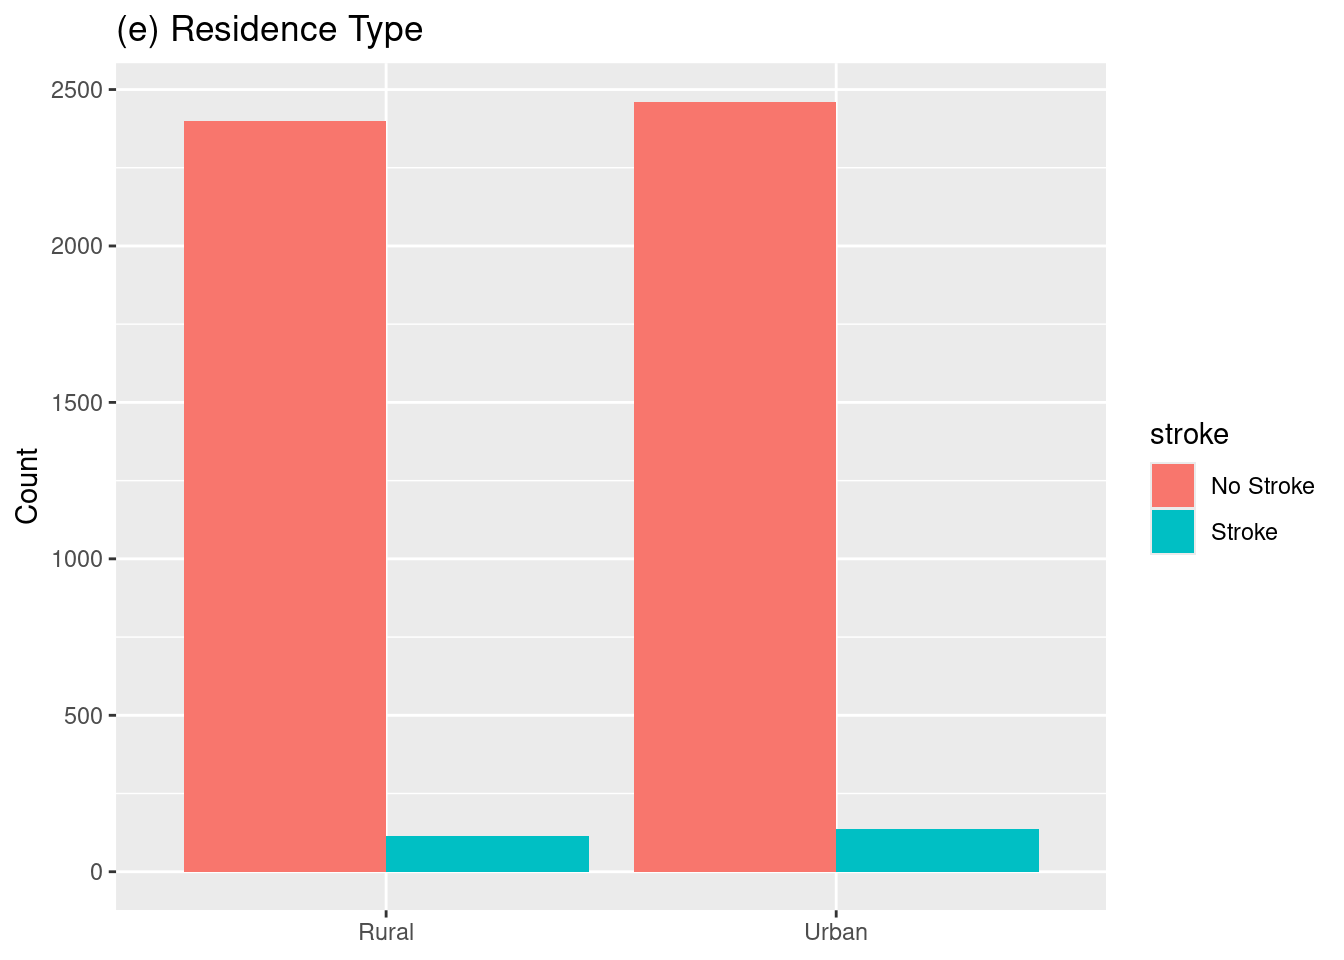 (e) Residence Type
2500
2000
1500
1000
500
0
Count
Rural
Urban
stroke
No Stroke
Stroke